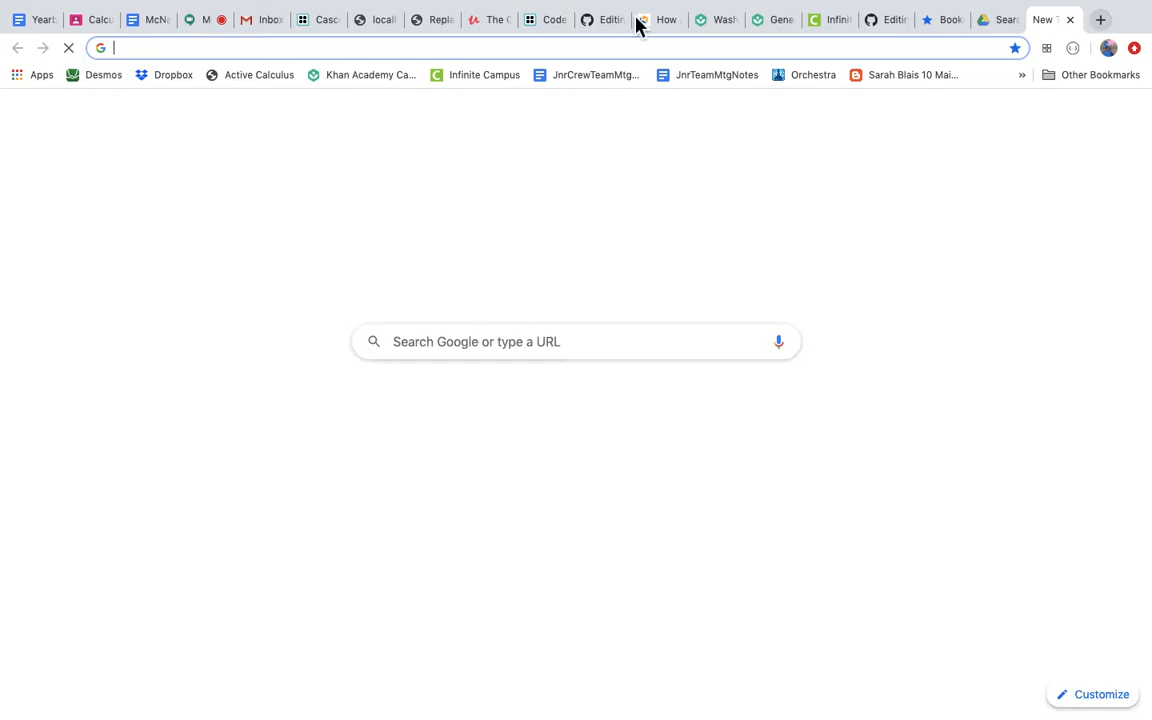 Yearb Calcu McNa M Inbox Casc locall Repla The C Code Editin How Wash Gene Infinit Editir Book Searc New T
Apps Desmos Dropbox Active Calculus Khan Academy Ca... Infinite Campus JnrCrewTeamMtg... JnrTeamMtgNotes Orchestra Sarah Blais 10 Mai... » Other Bookmarks
Search Google or type a URL
Customize